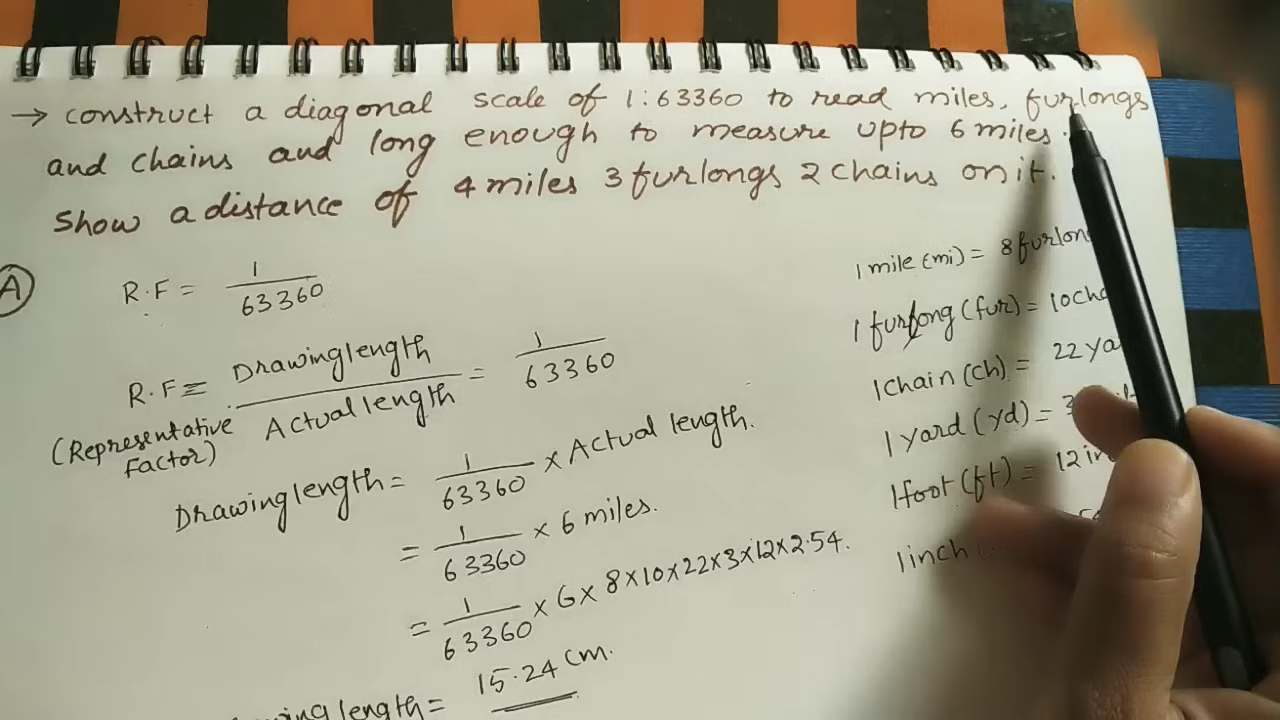 → construct a diagonal scale of 1:63360 to read miles, furlongs
and chains and long enough to measure upto 6 miles.
Show a distance of 4 miles 3 furlongs 2 chains on it.
A
R.F = 1/63360
R.F = Drawing length / Actual length = 1/63360
(Representative Factor)
Drawing length = 1/63360 × Actual length.
= 1/63360 × 6 miles.
= 1/63360 × 6 × 8×10×22×3×12×2.54.
length = 15.24 cm.
1 mile (mi) = 8 furlon
1 furlong (fur) = 10 cha
1 chain (ch) = 22 ya
1 yard (yd) = 3
1 foot (ft) = 12 in
1 inch